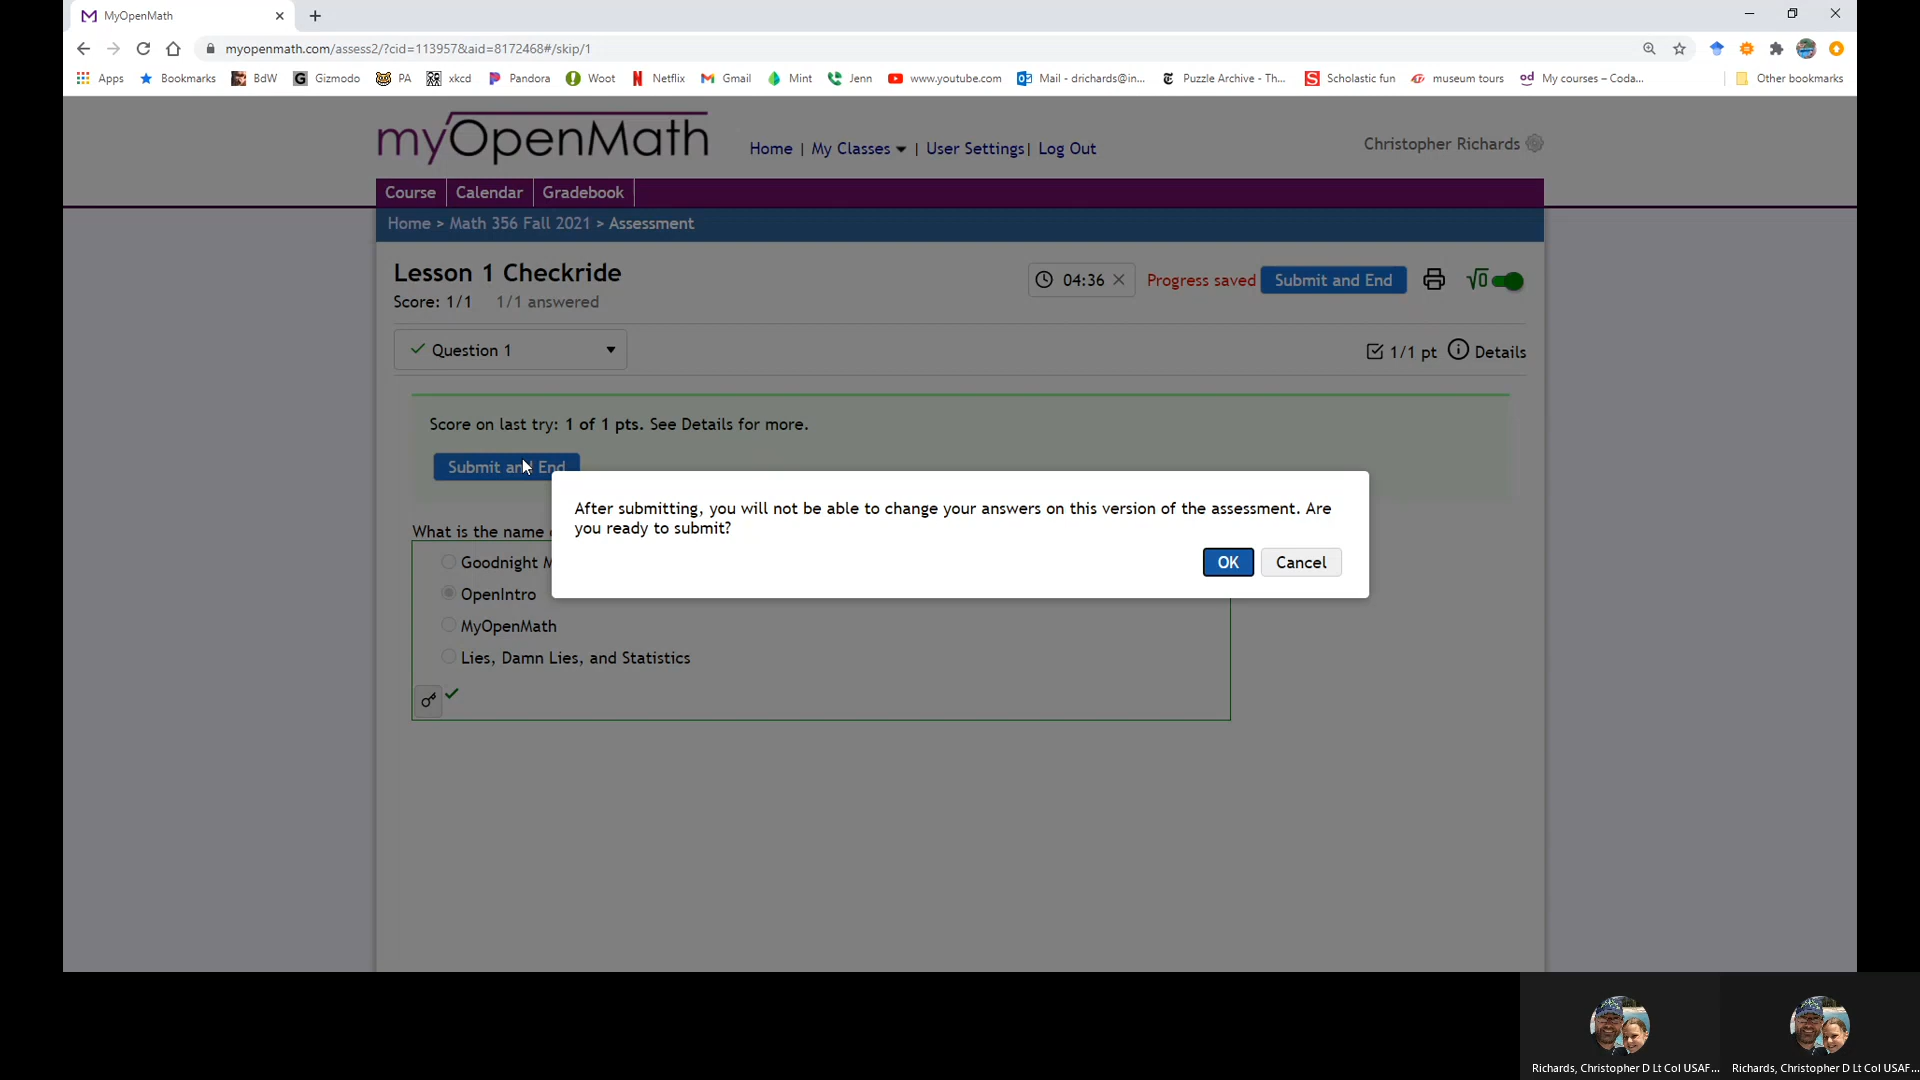 MyOpenMath
myopenmath.com/assess2/?cid=113957&aid=8172468#/skip/1
Apps Bookmarks BdW Gizmodo PA xkcd Pandora Woot Netflix Gmail Mint Jenn www.youtube.com Mail - drichards@in... Puzzle Archive - Th... Scholastic fun museum tours My courses – Coda... Other bookmarks
myOpenMath
Home | My Classes | User Settings | Log Out
Christopher Richards
Course Calendar Gradebook
Home > Math 356 Fall 2021 > Assessment
Lesson 1 Checkride
Score: 1/1 1/1 answered
04:36 Progress saved Submit and End √0
Question 1
1/1 pt Details
Score on last try: 1 of 1 pts. See Details for more.
Submit and End
After submitting, you will not be able to change your answers on this version of the assessment. Are
you ready to submit?
OK Cancel
What is the name
Goodnight
OpenIntro
MyOpenMath
Lies, Damn Lies, and Statistics
Richards, Christopher D Lt Col USAF...
Richards, Christopher D Lt Col USAF...